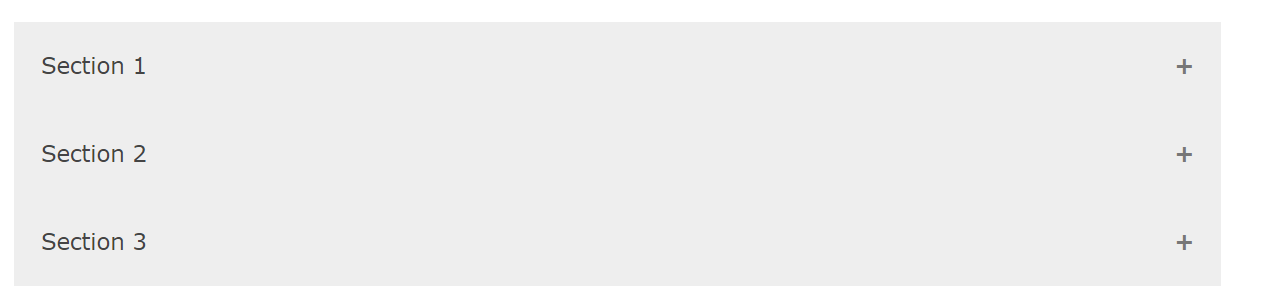 Section 1 +
Section 2 +
Section 3 +